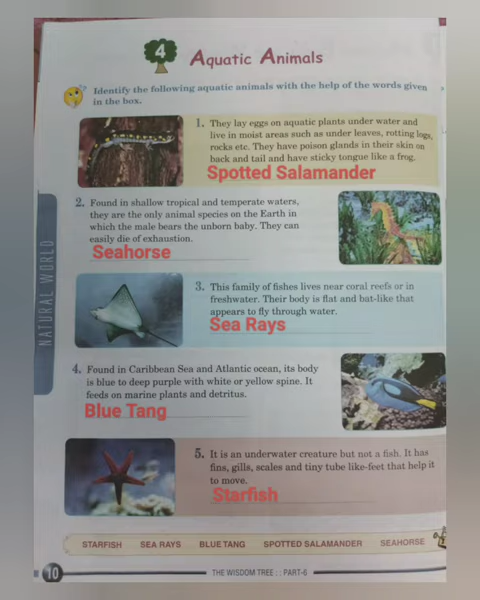 4
Aquatic Animals
Identify the following aquatic animals with the help of the words given
in the box.
1. They lay eggs on aquatic plants under water and
live in moist areas such as under leaves, rotting logs,
rocks etc. They have poison glands in their skin on
back and tail and have sticky tongue like a frog.
Spotted Salamander
2. Found in shallow tropical and temperate waters,
they are the only animal species on the Earth in
which the male bears the unborn baby. They can
easily die of exhaustion.
Seahorse
NATURAL WORLD
3. This family of fishes lives near coral reefs or in
freshwater. Their body is flat and bat-like that
appears to fly through water.
Sea Rays
4. Found in Caribbean Sea and Atlantic ocean, its body
is blue to deep purple with white or yellow spine. It
feeds on marine plants and detritus.
Blue Tang
5. It is an underwater creature but not a fish. It has
fins, gills, scales and tiny tube like-feet that help it
to move.
Starfish
STARFISH SEA RAYS BLUE TANG SPOTTED SALAMANDER SEAHORSE
10
THE WISDOM TREE : : PART-6